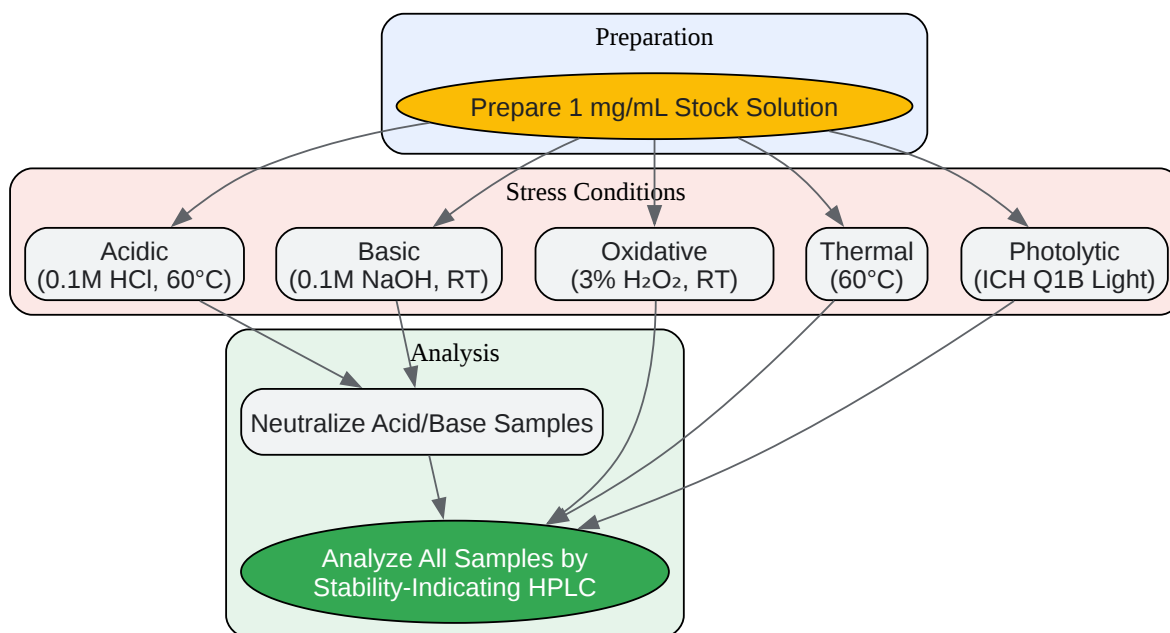 Preparation
Prepare 1 mg/mL Stock Solution
Stress Conditions
Acidic
(0.1M HCl, 60°C)
Basic
(0.1M NaOH, RT)
Oxidative
(3% H₂O₂, RT)
Thermal
(60°C)
Photolytic
(ICH Q1B Light)
Analysis
Neutralize Acid/Base Samples
Analyze All Samples by
Stability-Indicating HPLC